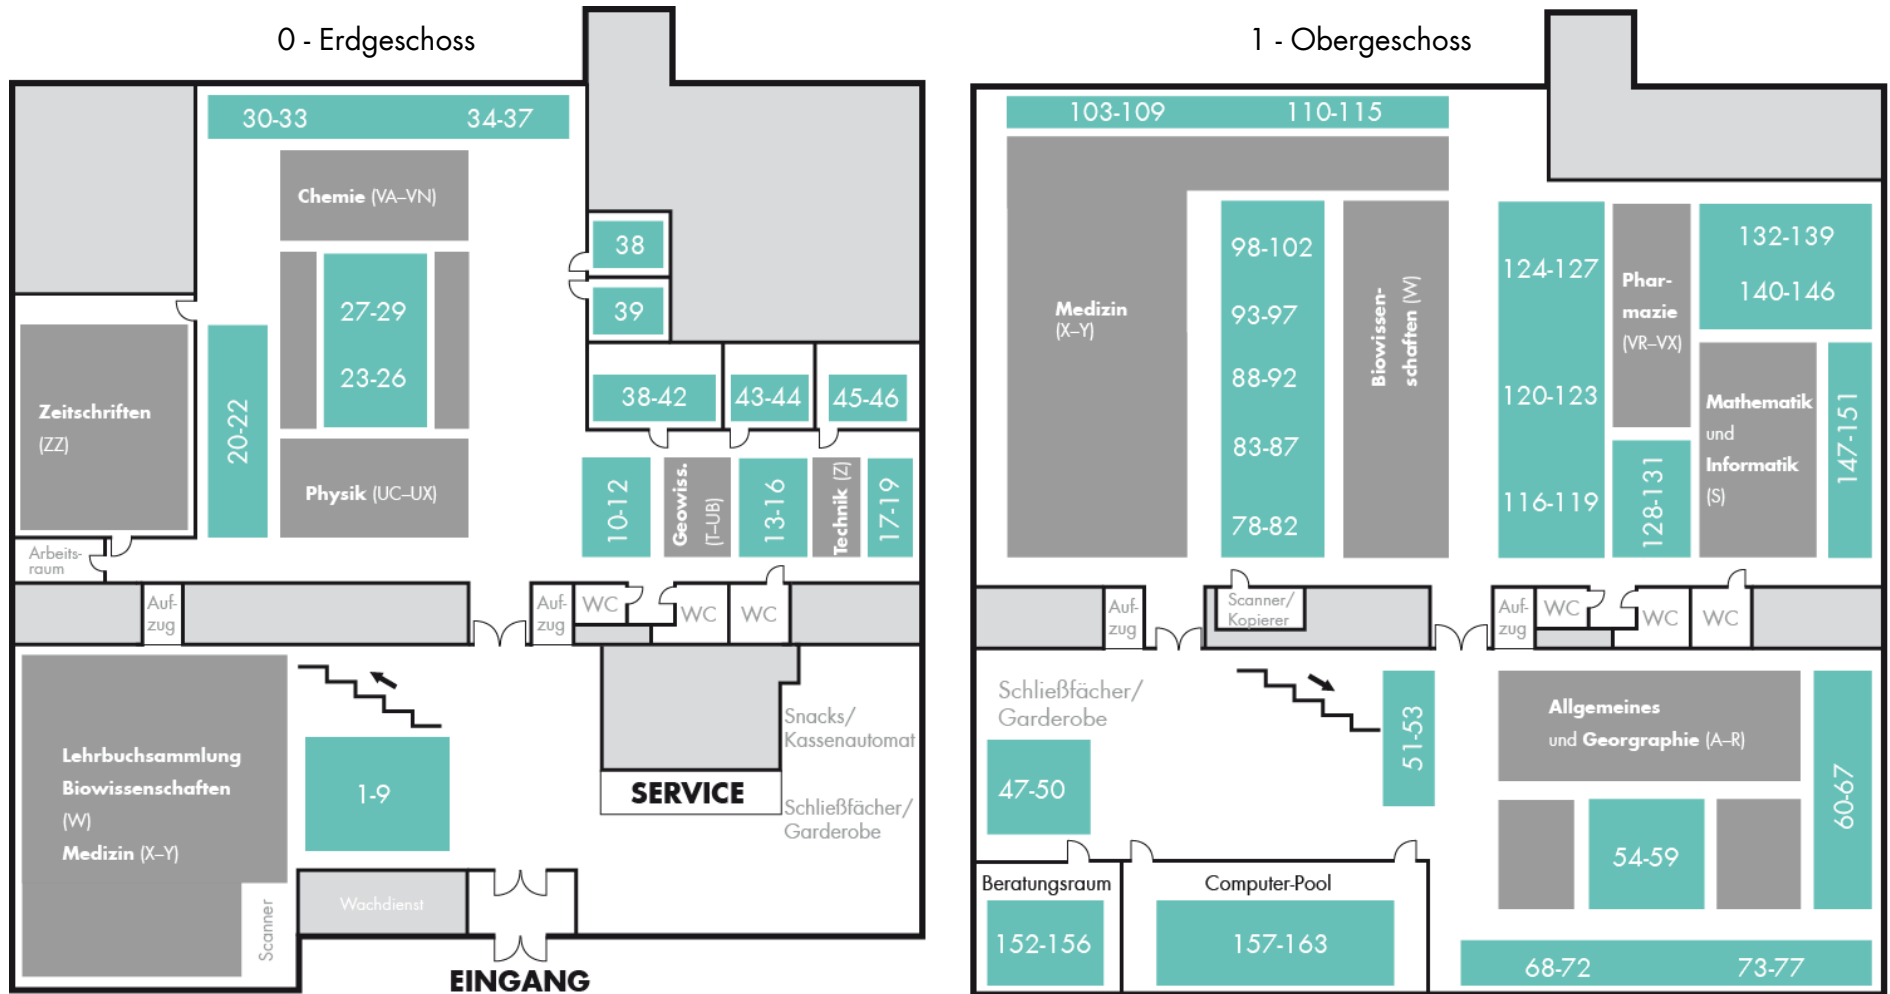 0 - Erdgeschoss
30-33
34-37
Chemie (VA–VN)
38
39
27-29
23-26
20-22
Zeitschriften
(ZZ)
38-42
43-44
45-46
Physik (UC–UX)
10-12
Geowiss.
(T–UB)
13-16
Technik (Z)
17-19
Arbeits-
raum
Auf-
zug
Auf-
zug
WC
WC
WC
Lehrbuchsammlung
Biowissenschaften
(W)
Medizin (X–Y)
1-9
Snacks/
Kassenautomat
SERVICE
Schließfächer/
Garderobe
Scanner
Wachdienst
EINGANG
1 - Obergeschoss
103-109
110-115
Medizin
(X–Y)
98-102
93-97
88-92
83-87
78-82
Biowissen-
schaften (W)
124-127
120-123
116-119
Phar-
mazie
(VR–VX)
128-131
132-139
140-146
Mathematik
und
Informatik
(S)
147-151
Auf-
zug
Scanner/
Kopierer
Auf-
zug
WC
WC
WC
Schließfächer/
Garderobe
47-50
51-53
Allgemeines
und Georgraphie (A–R)
54-59
60-67
Beratungsraum
152-156
Computer-Pool
157-163
68-72
73-77